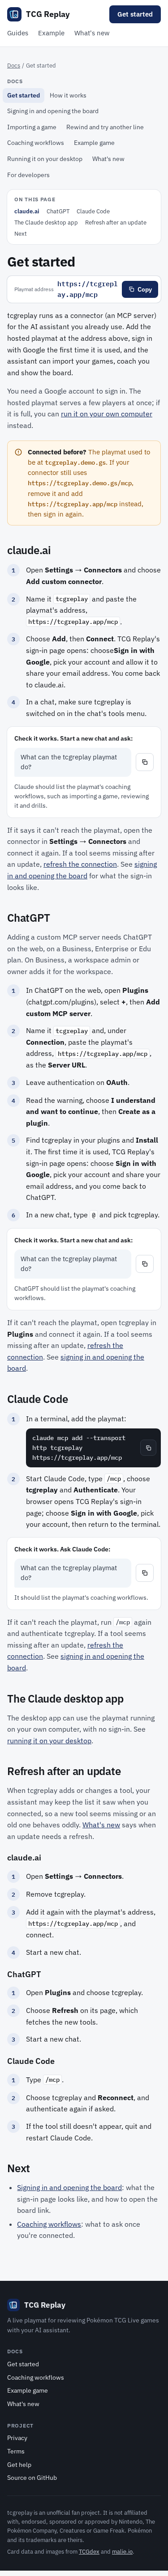 TCG Replay
Get started
Guides Example What's new
Docs / Get started
DOCS
Get started How it works
Signing in and opening the board
Importing a game Rewind and try another line
Coaching workflows Example game
Running it on your desktop What's new
For developers
ON THIS PAGE
claude.ai ChatGPT Claude Code
The Claude desktop app Refresh after an update
Next
Get started
Playmat address
https://tcgrepl
ay.app/mcp
Copy
tcgreplay runs as a connector (an MCP server)
for the AI assistant you already use. Add the
hosted playmat at the address above, sign in
with Google the first time it is used, and the
assistant can import your games, coach you
and show the board.
You need a Google account to sign in. The
hosted playmat serves a few players at once; if
it is full, you can run it on your own computer
instead.
Connected before? The playmat used to
be at tcgreplay.demo.gs. If your
connector still uses
https://tcgreplay.demo.gs/mcp,
remove it and add
https://tcgreplay.app/mcp instead,
then sign in again.
claude.ai
1 Open Settings → Connectors and choose
Add custom connector.
2 Name it tcgreplay and paste the
playmat's address,
https://tcgreplay.app/mcp.
3 Choose Add, then Connect. TCG Replay's
sign-in page opens: chooseSign in with
Google, pick your account and allow it to
share your email address. You come back
to claude.ai.
4 In a chat, make sure tcgreplay is
switched on in the chat's tools menu.
Check it works. Start a new chat and ask:
What can the tcgreplay playmat
do?
Claude should list the playmat's coaching
workflows, such as importing a game, reviewing
it and drills.
If it says it can't reach the playmat, open the
connector in Settings → Connectors and
connect it again. If a tool seems missing after
an update, refresh the connection. See signing
in and opening the board for what the sign-in
looks like.
ChatGPT
Adding a custom MCP server needs ChatGPT
on the web, on a Business, Enterprise or Edu
plan. On Business, a workspace admin or
owner adds it for the workspace.
1 In ChatGPT on the web, open Plugins
(chatgpt.com/plugins), select +, then Add
custom MCP server.
2 Name it tcgreplay and, under
Connection, paste the playmat's
address, https://tcgreplay.app/mcp,
as the Server URL.
3 Leave authentication on OAuth.
4 Read the warning, choose I understand
and want to continue, then Create as a
plugin.
5 Find tcgreplay in your plugins and Install
it. The first time it is used, TCG Replay's
sign-in page opens: choose Sign in with
Google, pick your account and share your
email address, and you come back to
ChatGPT.
6 In a new chat, type @ and pick tcgreplay.
Check it works. Start a new chat and ask:
What can the tcgreplay playmat
do?
ChatGPT should list the playmat's coaching
workflows.
If it can't reach the playmat, open tcgreplay in
Plugins and connect it again. If a tool seems
missing after an update, refresh the
connection. See signing in and opening the
board.
Claude Code
1 In a terminal, add the playmat:
claude mcp add --transport
http tcgreplay
https://tcgreplay.app/mcp
2 Start Claude Code, type /mcp, choose
tcgreplay and Authenticate. Your
browser opens TCG Replay's sign-in
page; choose Sign in with Google, pick
your account, then return to the terminal.
Check it works. Ask Claude Code:
What can the tcgreplay playmat
do?
It should list the playmat's coaching workflows.
If it can't reach the playmat, run /mcp again
and authenticate tcgreplay. If a tool seems
missing after an update, refresh the
connection. See signing in and opening the
board.
The Claude desktop app
The desktop app can use the playmat running
on your own computer, with no sign-in. See
running it on your desktop.
Refresh after an update
When tcgreplay adds or changes a tool, your
assistant may keep the list it saw when you
connected, so a new tool seems missing or an
old one behaves oddly. What's new says when
an update needs a refresh.
claude.ai
1 Open Settings → Connectors.
2 Remove tcgreplay.
3 Add it again with the playmat's address,
https://tcgreplay.app/mcp, and
connect.
4 Start a new chat.
ChatGPT
1 Open Plugins and choose tcgreplay.
2 Choose Refresh on its page, which
fetches the new tools.
3 Start a new chat.
Claude Code
1 Type /mcp.
2 Choose tcgreplay and Reconnect, and
authenticate again if asked.
3 If the tool still doesn't appear, quit and
restart Claude Code.
Next
• Signing in and opening the board: what the
sign-in page looks like, and how to open the
board link.
• Coaching workflows: what to ask once
you're connected.
TCG Replay
A live playmat for reviewing Pokémon TCG Live games
with your AI assistant.
DOCS
Get started
Coaching workflows
Example game
What's new
PROJECT
Privacy
Terms
Get help
Source on GitHub
tcgreplay is an unofficial fan project. It is not affiliated
with, endorsed, sponsored or approved by Nintendo, The
Pokémon Company, Creatures or Game Freak. Pokémon
and its trademarks are theirs.
Card data and images from TCGdex and malie.io.